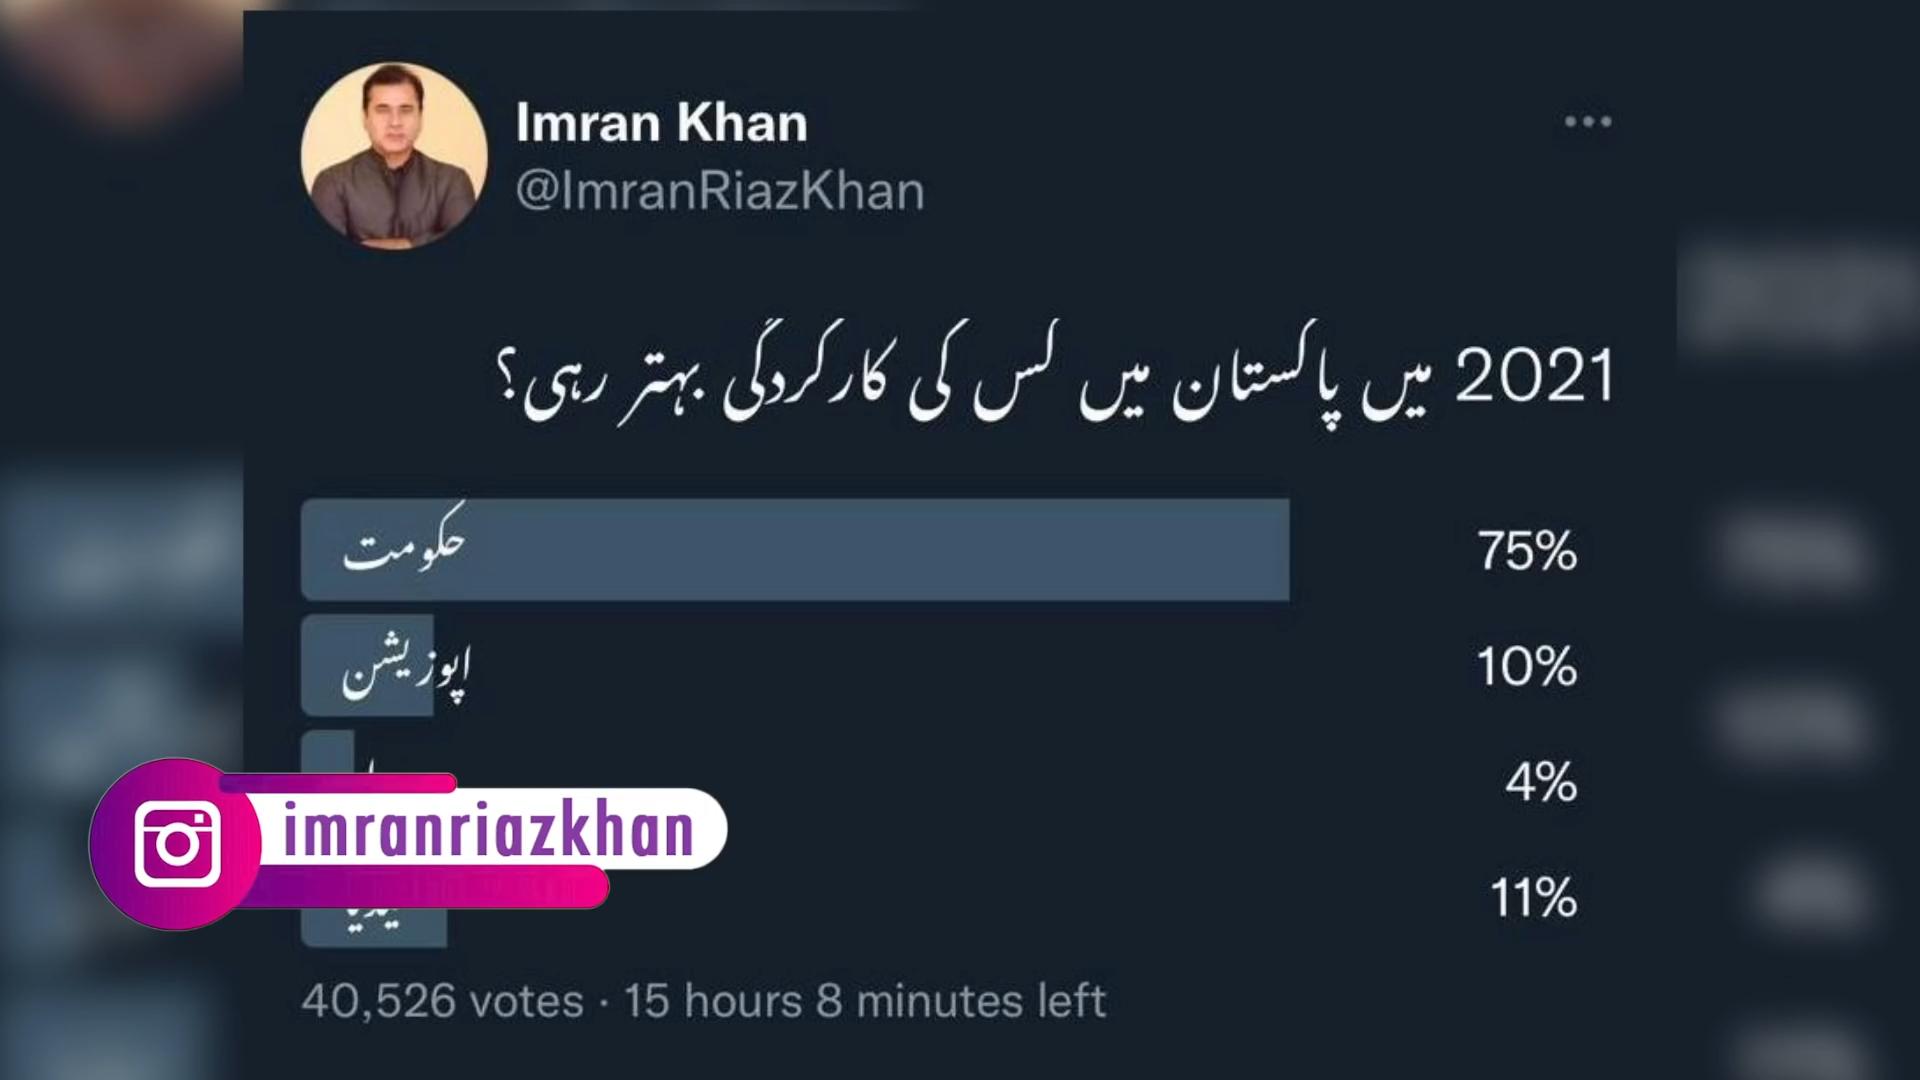 Imran Khan
@ImranRiazKhan
2021 میں پاکستان میں کس کی کارکردگی بہتر رہی؟
حکومت
75%
اپوزیشن
10%
4%
imranriazkhan
11%
40,526 votes · 15 hours 8 minutes left